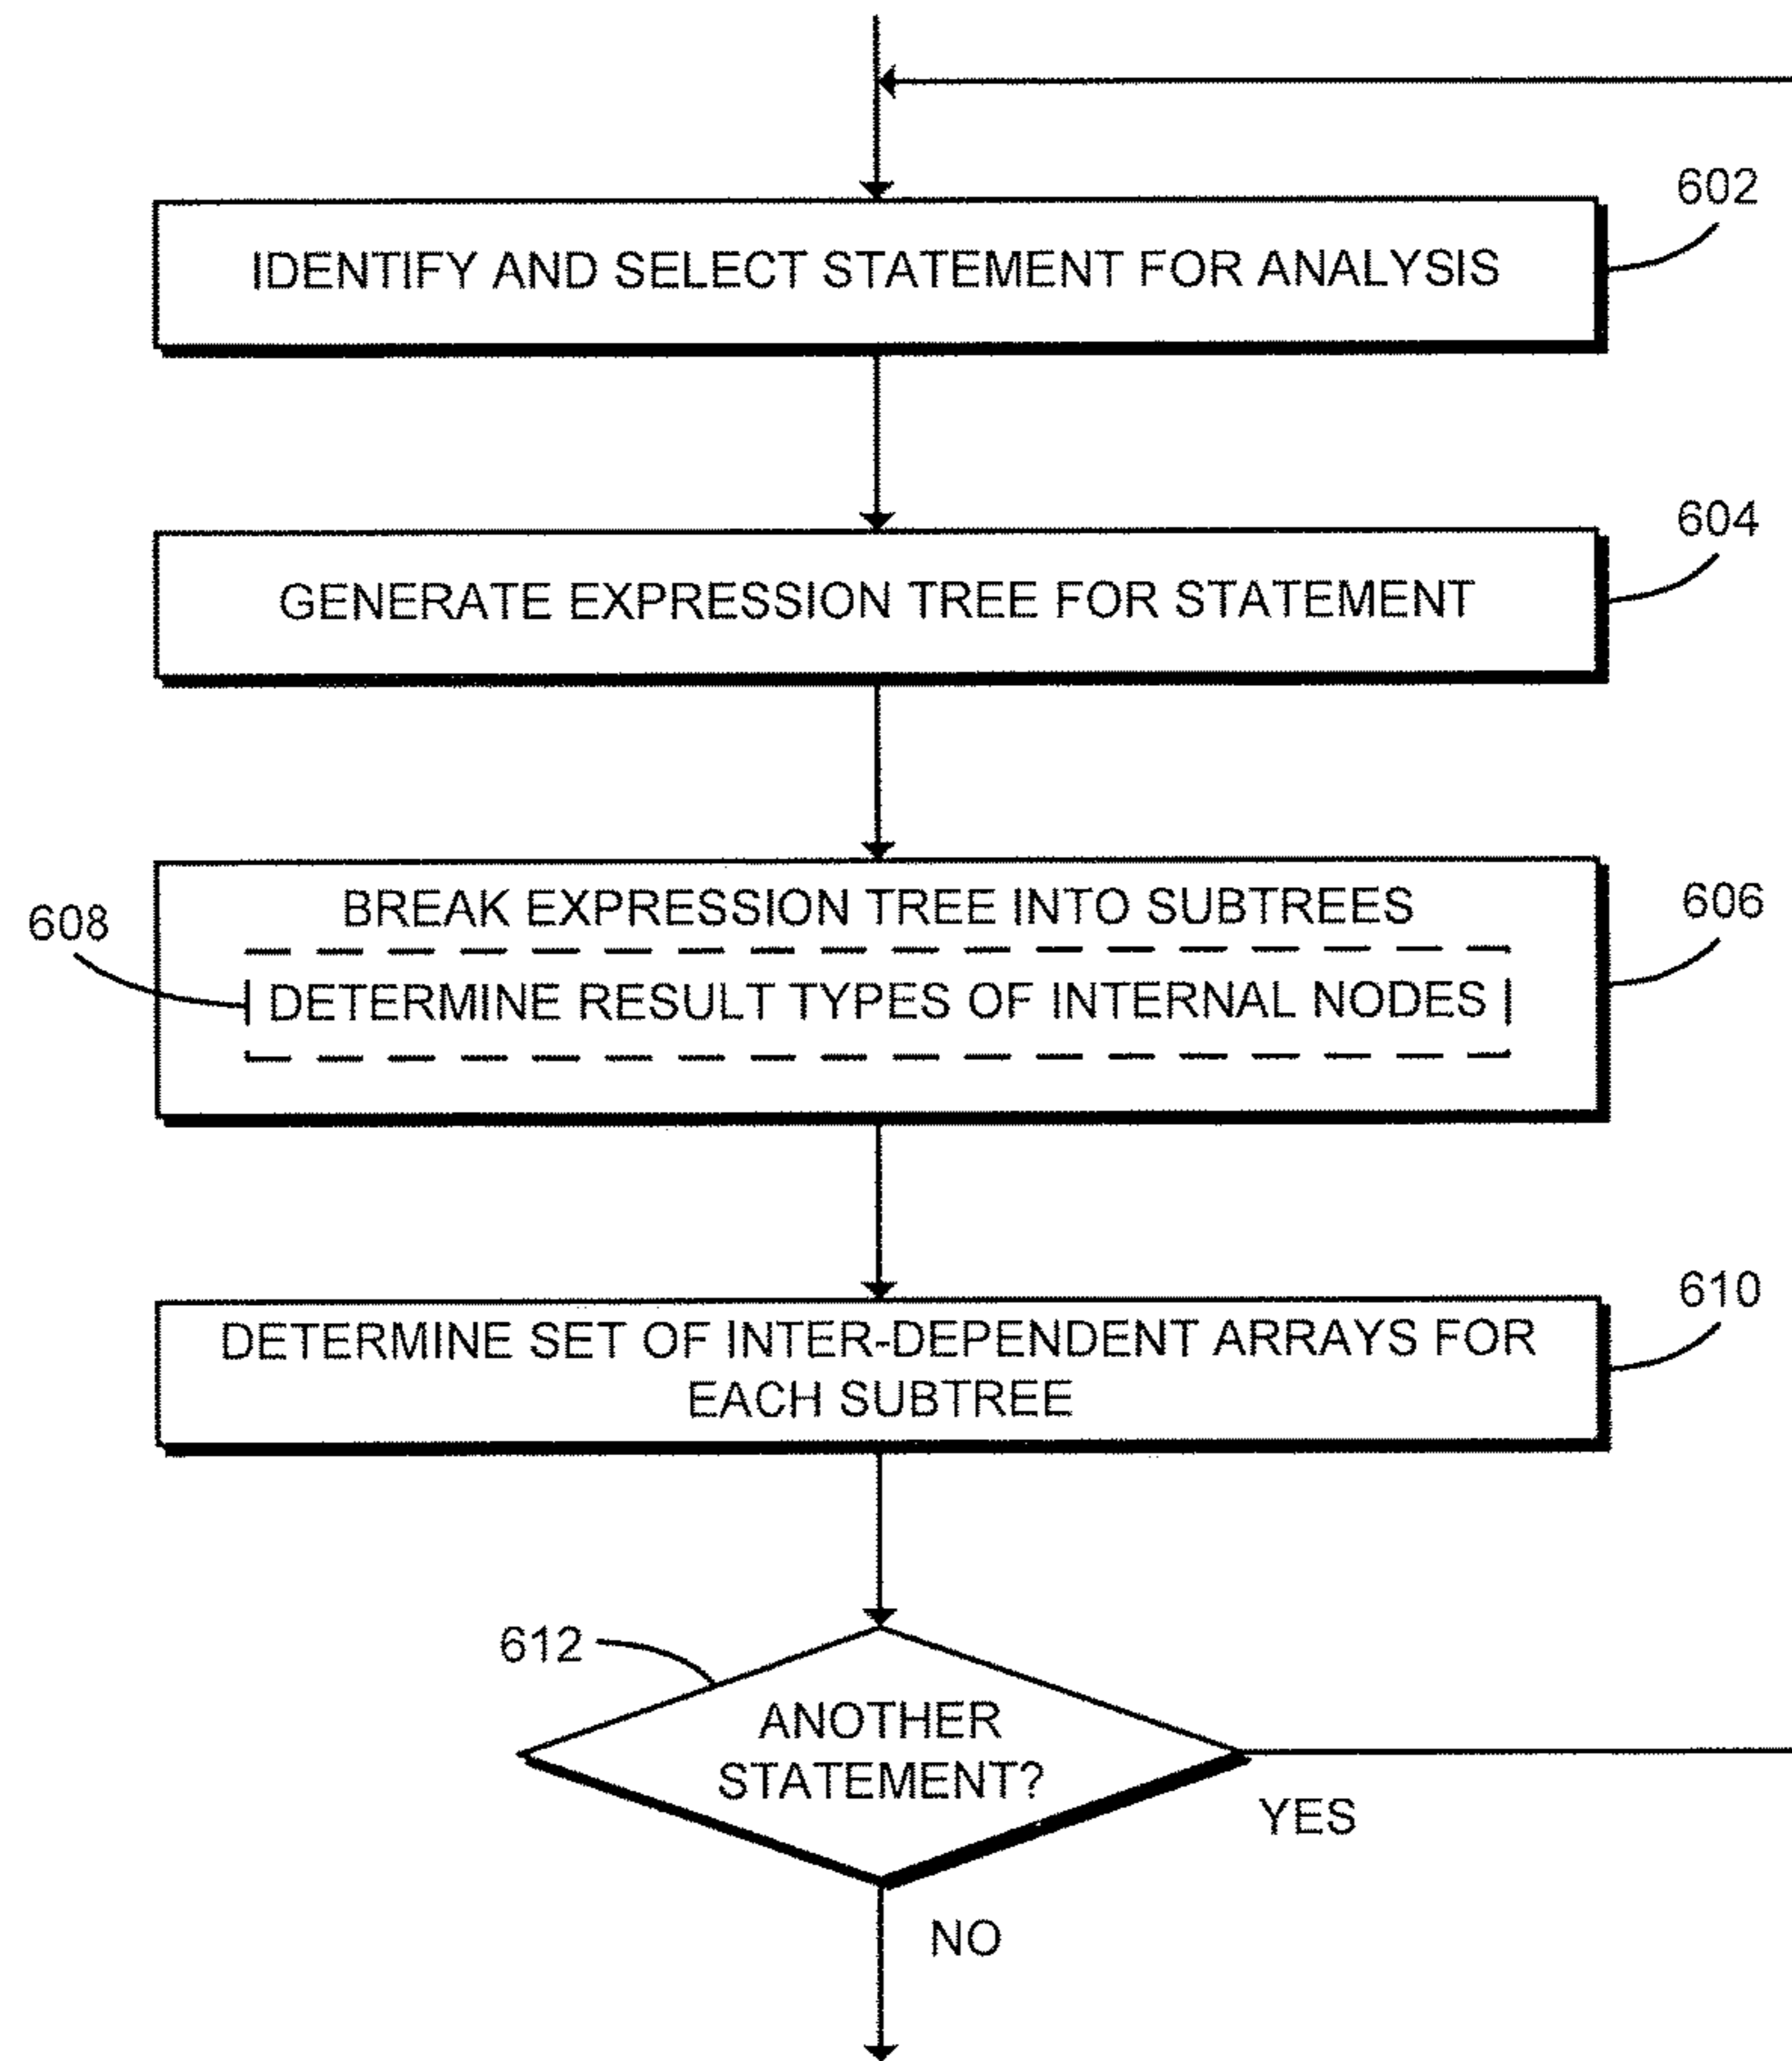 602
IDENTIFY AND SELECT STATEMENT FOR ANALYSIS
604
GENERATE EXPRESSION TREE FOR STATEMENT
606
BREAK EXPRESSION TREE INTO SUBTREES
608
DETERMINE RESULT TYPES OF INTERNAL NODES
610
DETERMINE SET OF INTER-DEPENDENT ARRAYS FOR
EACH SUBTREE
612
ANOTHER
STATEMENT?
YES
NO